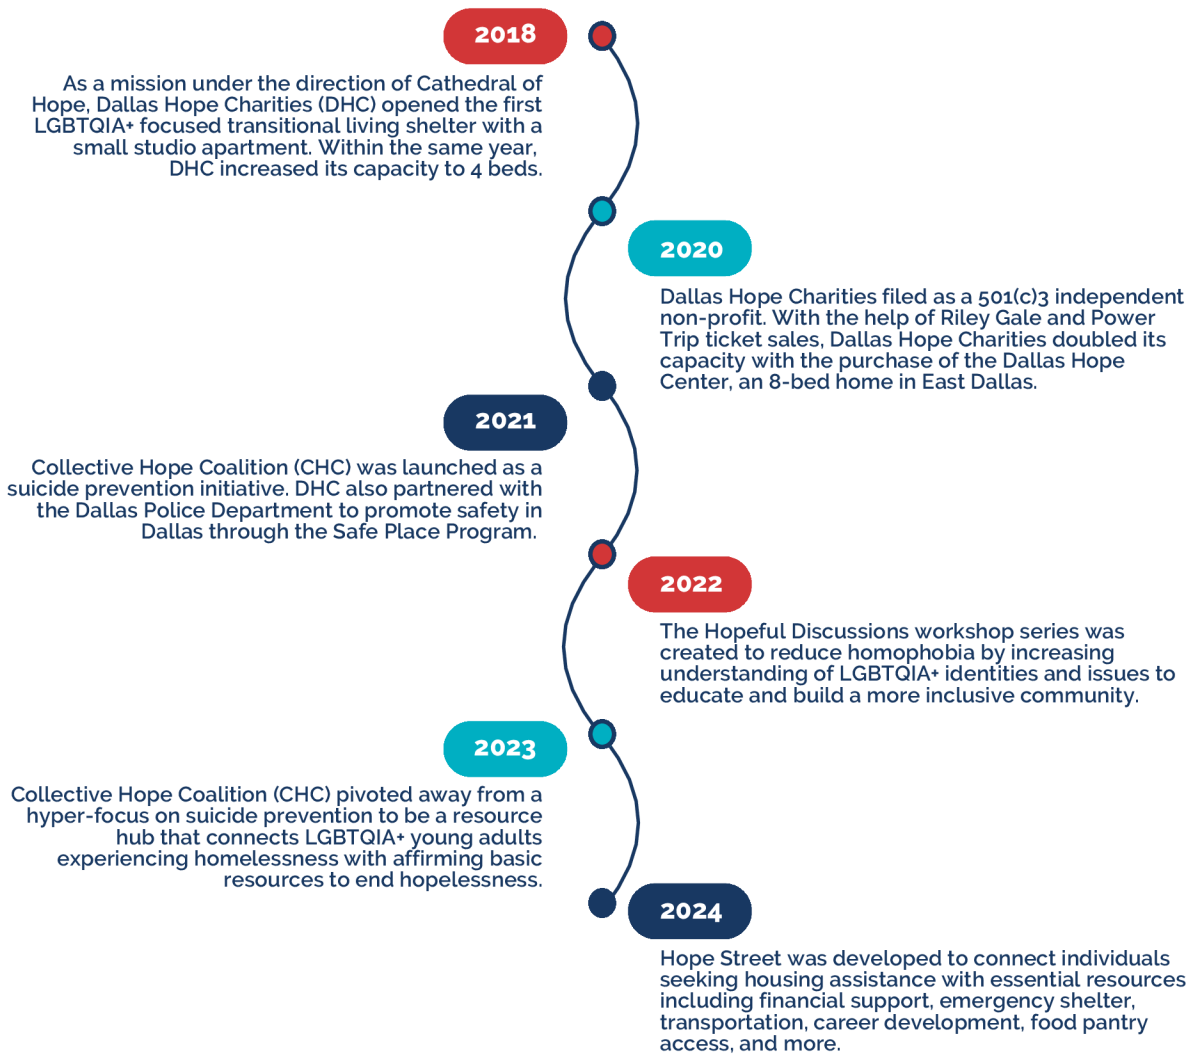 2018
As a mission under the direction of Cathedral of
Hope, Dallas Hope Charities (DHC) opened the first
LGBTQIA+ focused transitional living shelter with a
small studio apartment. Within the same year,
DHC increased its capacity to 4 beds.
2020
Dallas Hope Charities filed as a 501(c)3 independent
non-profit. With the help of Riley Gale and Power
Trip ticket sales, Dallas Hope Charities doubled its
capacity with the purchase of the Dallas Hope
Center, an 8-bed home in East Dallas.
2021
Collective Hope Coalition (CHC) was launched as a
suicide prevention initiative. DHC also partnered with
the Dallas Police Department to promote safety in
Dallas through the Safe Place Program.
2022
The Hopeful Discussions workshop series was
created to reduce homophobia by increasing
understanding of LGBTQIA+ identities and issues to
educate and build a more inclusive community.
2023
Collective Hope Coalition (CHC) pivoted away from a
hyper-focus on suicide prevention to be a resource
hub that connects LGBTQIA+ young adults
experiencing homelessness with affirming basic
resources to end hopelessness.
2024
Hope Street was developed to connect individuals
seeking housing assistance with essential resources
including financial support, emergency shelter,
transportation, career development, food pantry
access, and more.